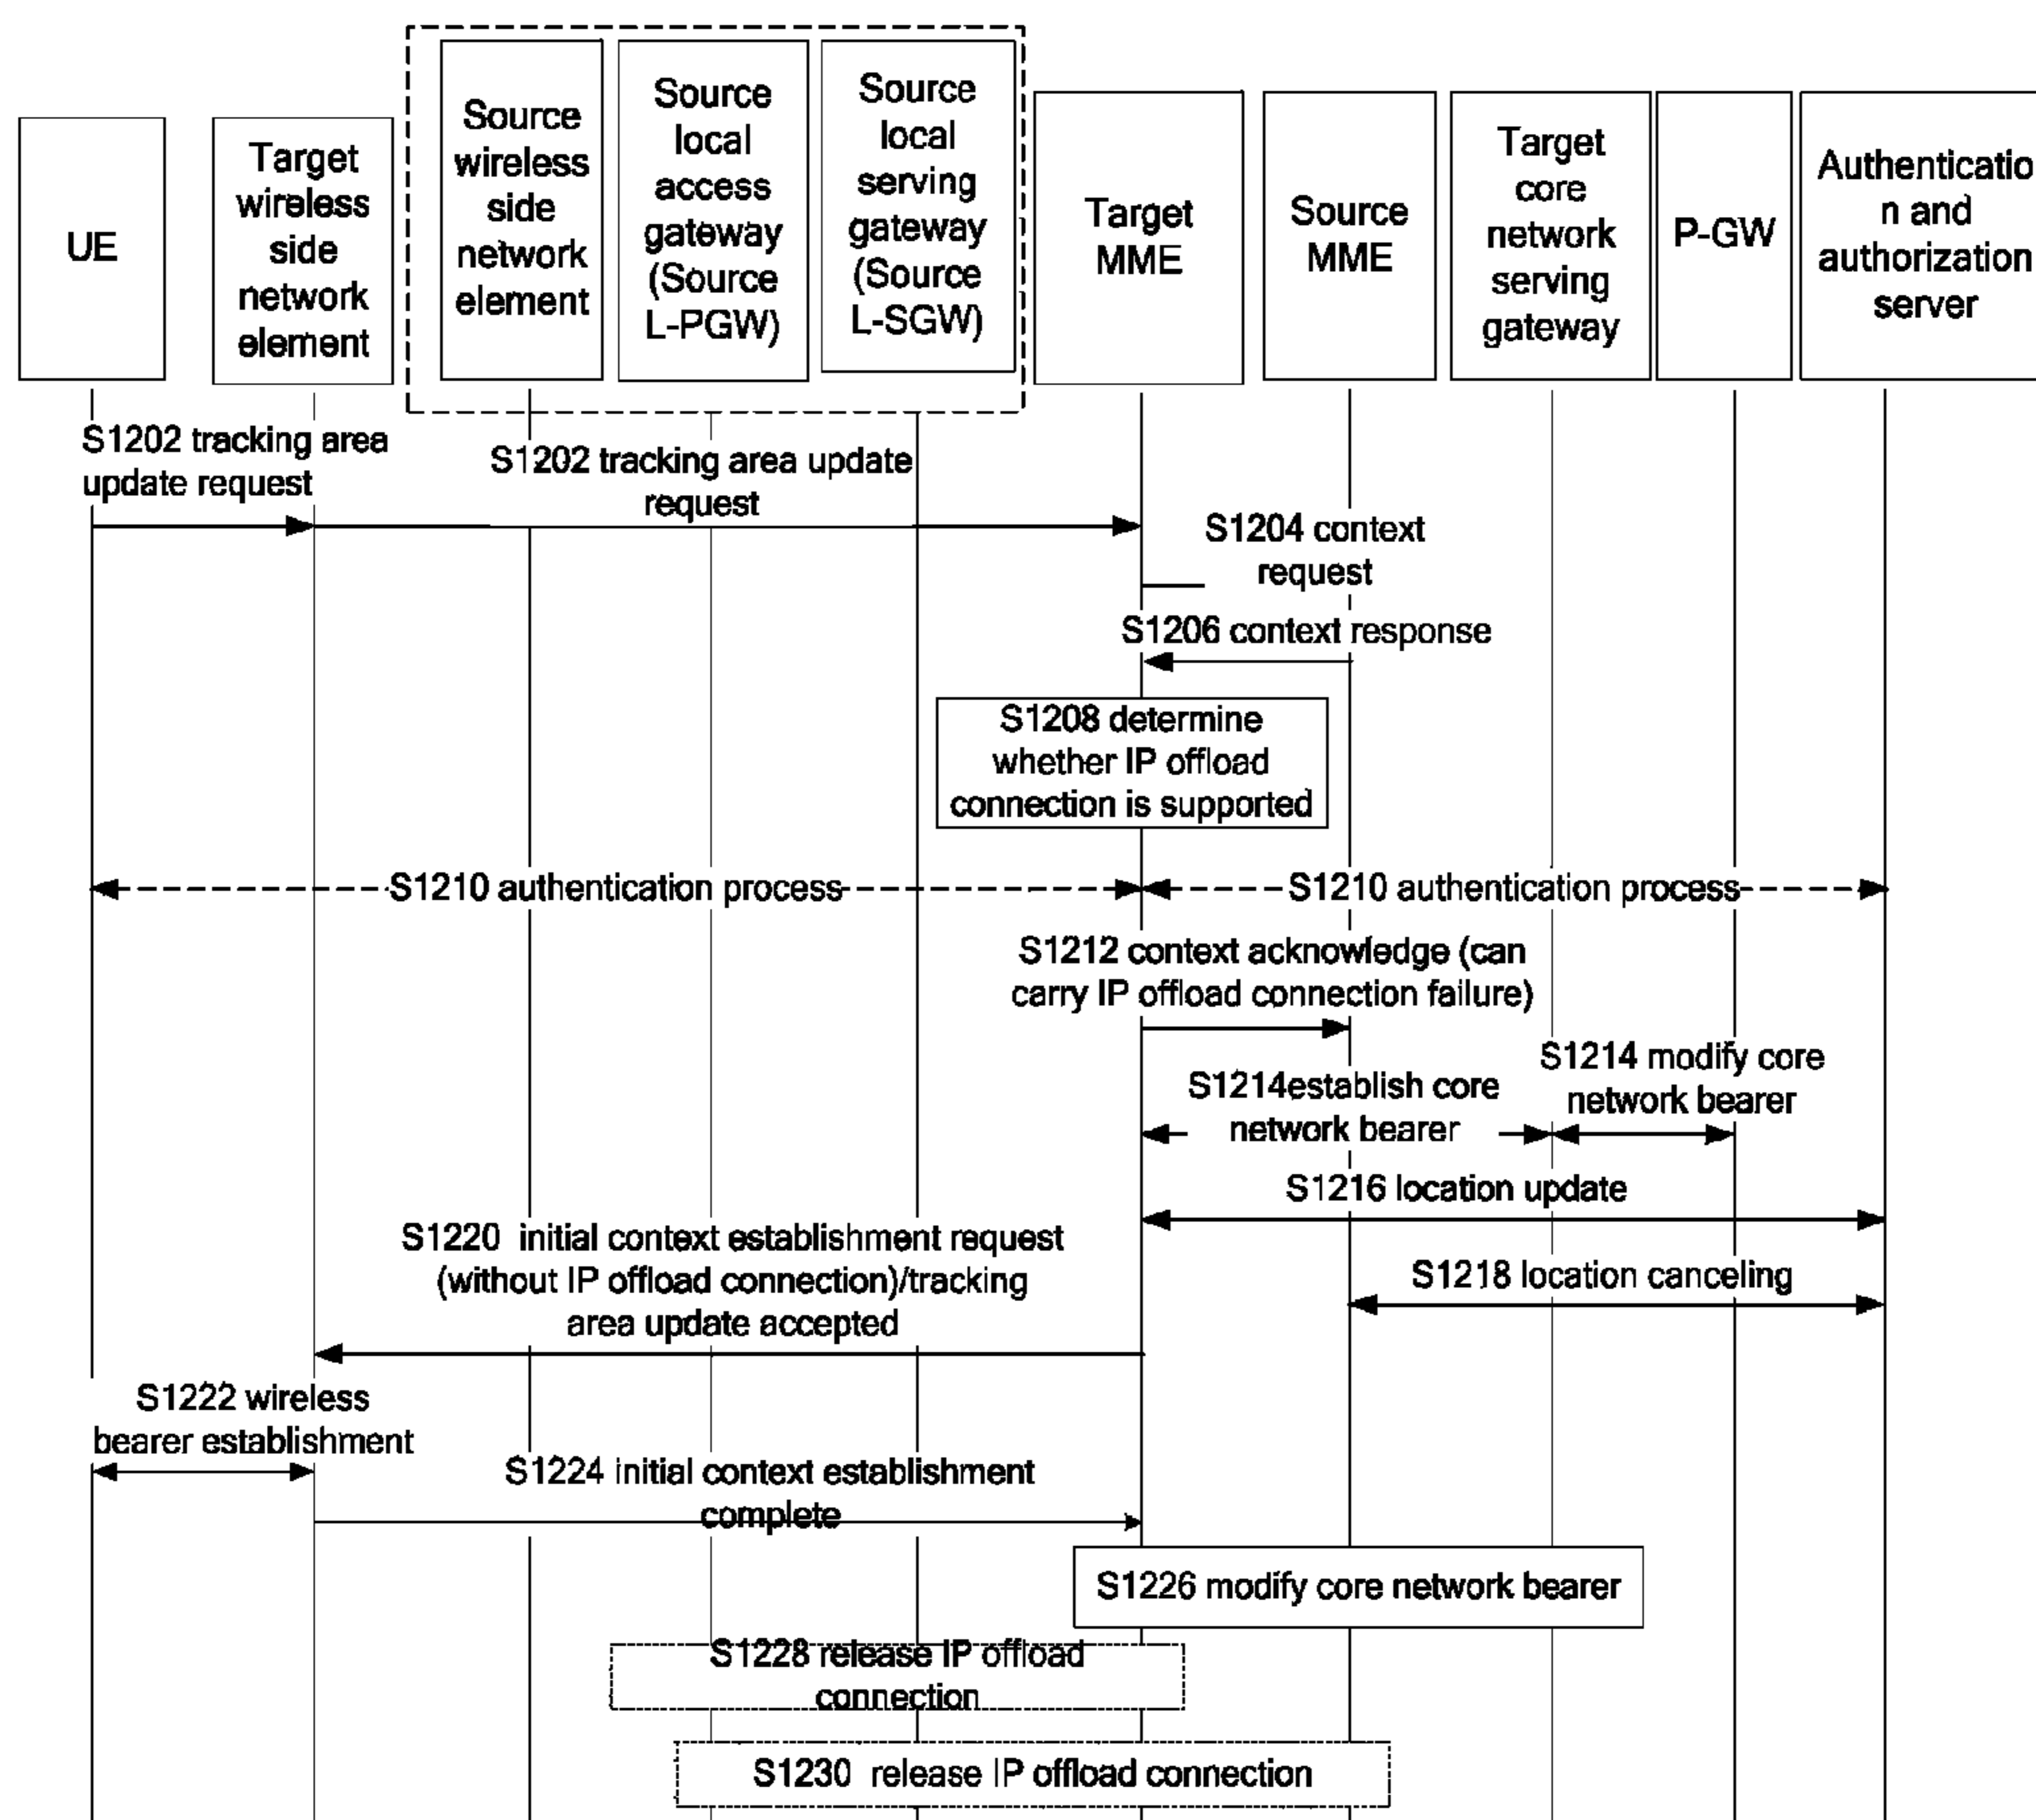 UE
Target
wireless
side
network
element
Source
wireless
side
network
element
Source
local
access
gateway
(Source
L-PGW)
Source
local
serving
gateway
(Source
L-SGW)
Target
MME
Source
MME
Target
core
network
serving
gateway
P-GW
Authenticatio
n and
authorization
server
S1202 tracking area
update request
S1202 tracking area update
request
S1204 context
request
S1206 context response
S1208 determine
whether IP offload
connection is supported
S1210 authentication process
S1210 authentication process
S1212 context acknowledge (can
carry IP offload connection failure)
S1214establish core
network bearer
S1214 modify core
network bearer
S1216 location update
S1218 location canceling
S1220 initial context establishment request
(without IP offload connection)/tracking
area update accepted
S1222 wireless
bearer establishment
S1224 initial context establishment
complete
S1226 modify core network bearer
S1228 release IP offload
connection
S1230 release IP offload connection